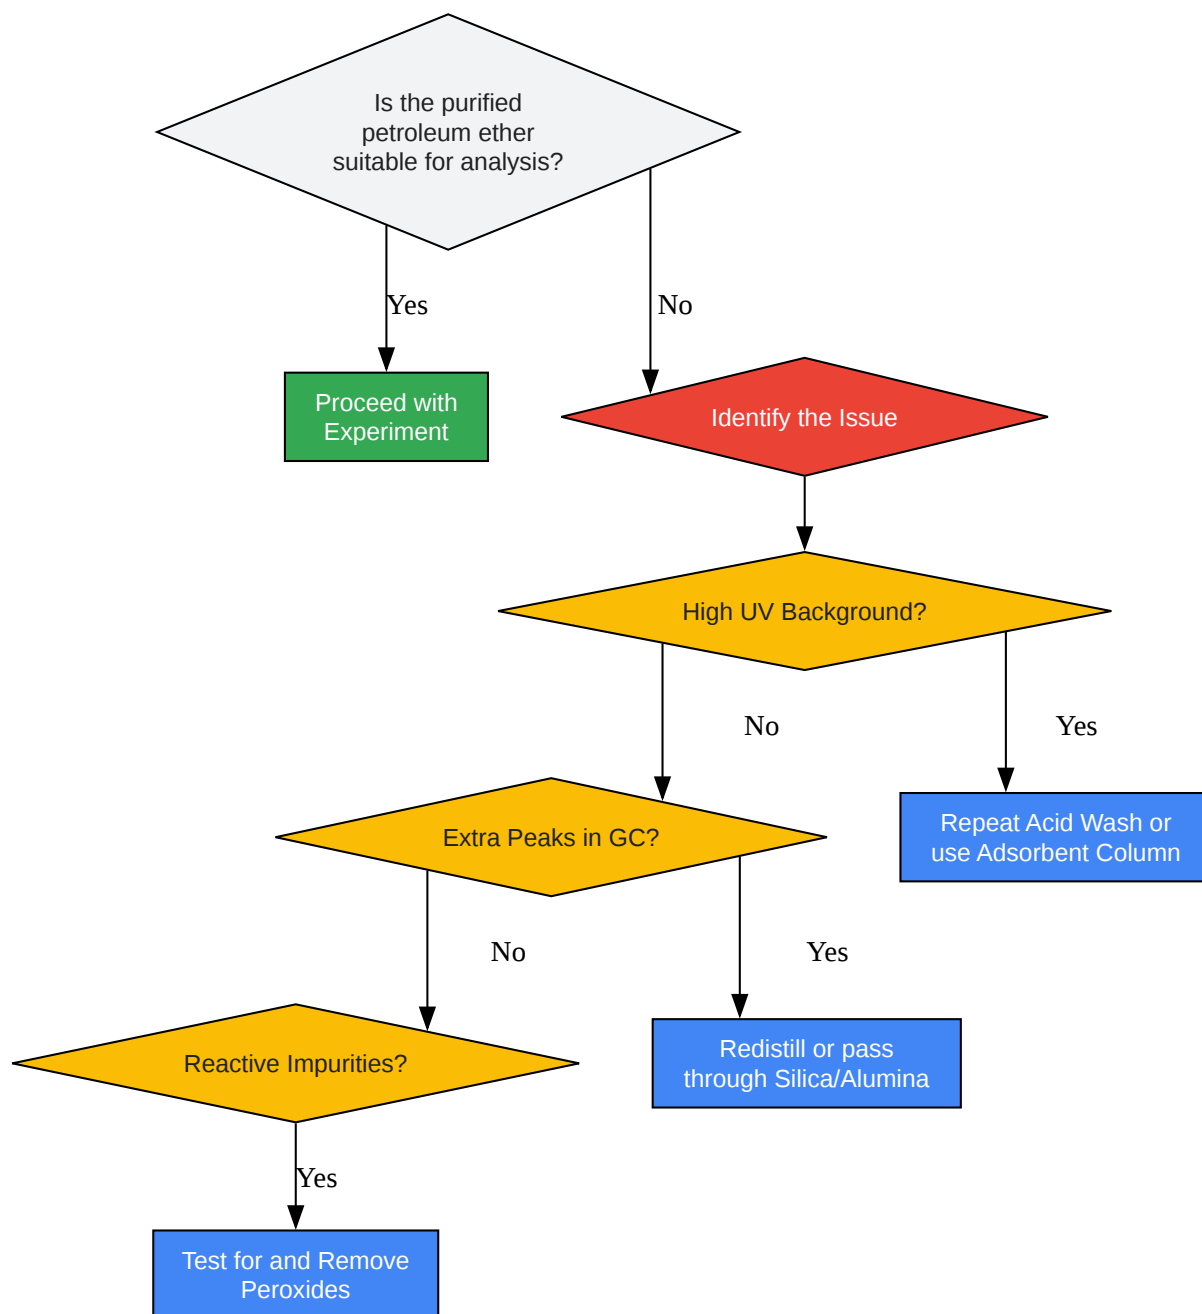 Is the purified
petroleum ether
suitable for analysis?
Yes
No
Proceed with
Experiment
Identify the Issue
High UV Background?
No
Yes
Extra Peaks in GC?
Repeat Acid Wash or
use Adsorbent Column
No
Yes
Reactive Impurities?
Redistill or pass
through Silica/Alumina
Yes
Test for and Remove
Peroxides